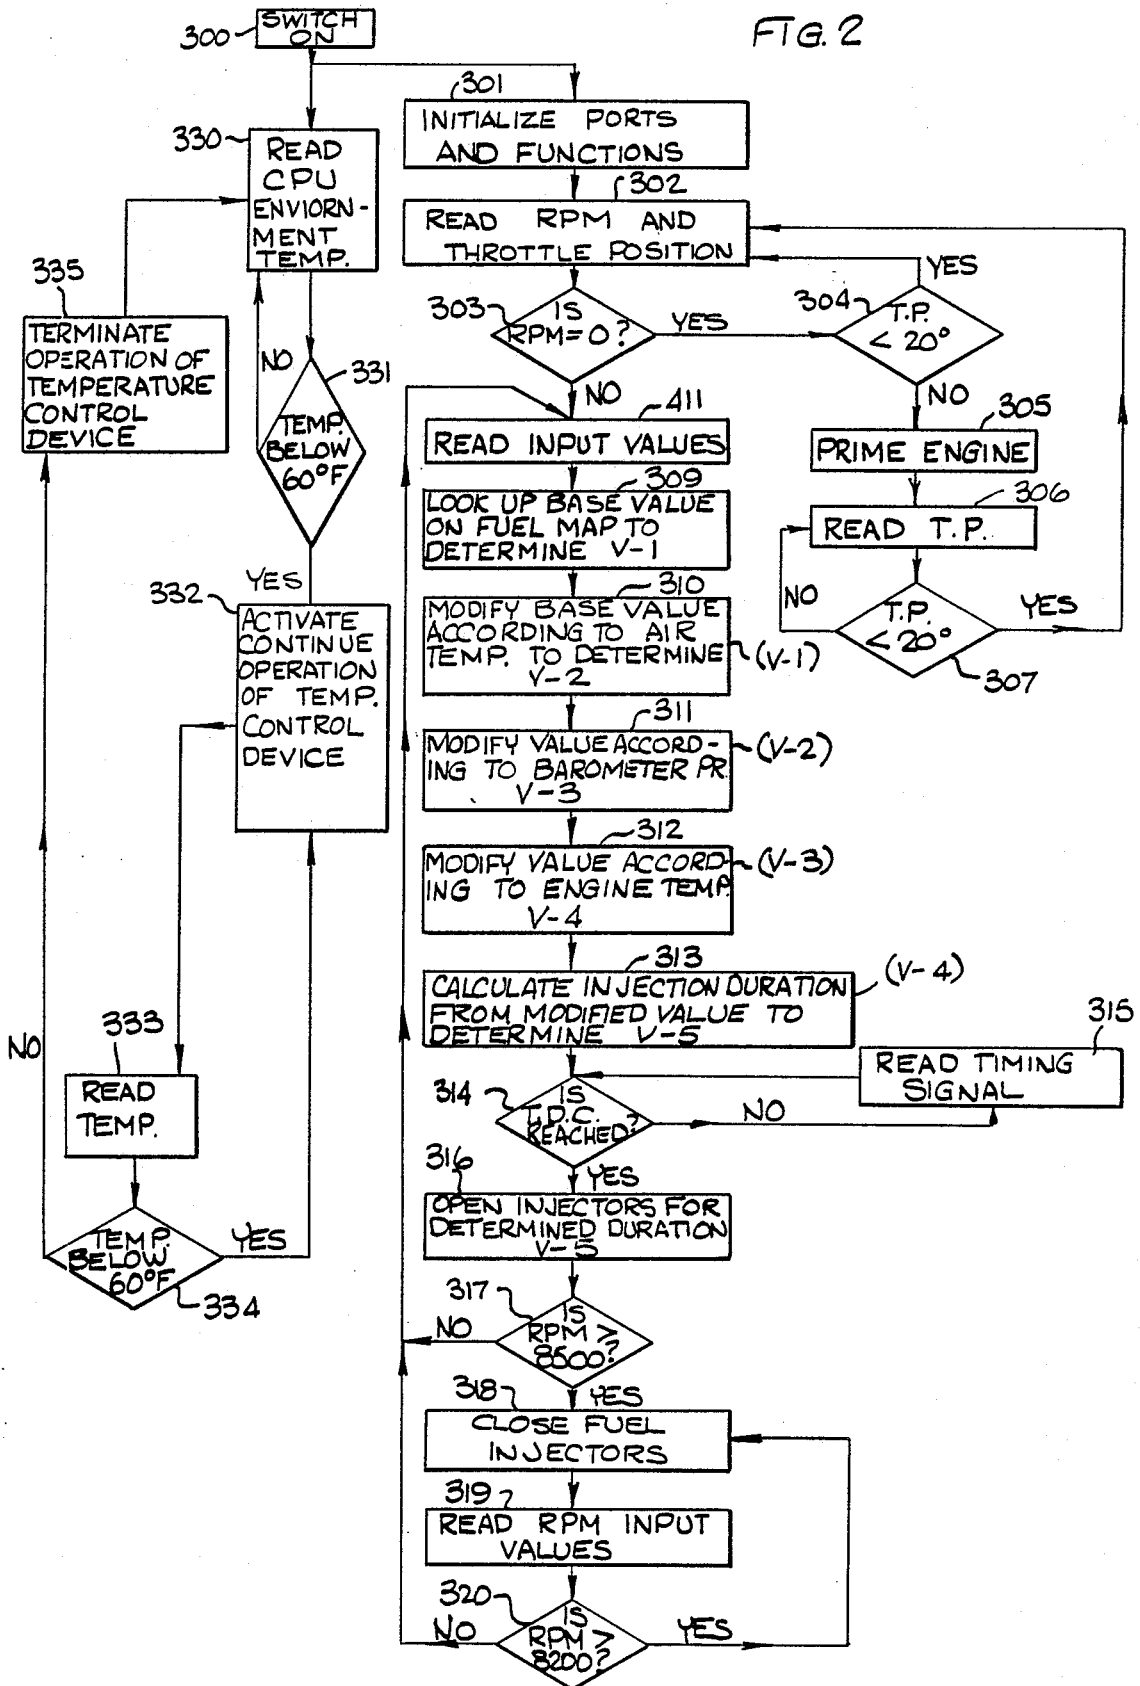 FIG. 2
300
SWITCH
ON
301
INITIALIZE PORTS
AND FUNCTIONS
330
READ
CPU
ENVIORN-
MENT
TEMP.
302
READ RPM AND
THROTTLE POSITION
335
TERMINATE
OPERATION OF
TEMPERATURE
CONTROL
DEVICE
303
IS
RPM=0?
YES
NO
304
T.P.
< 20°
YES
NO
305
PRIME ENGINE
306
READ T.P.
T.P.
< 20°
NO
YES
307
NO
331
TEMP.
BELOW
60°F
YES
411
READ INPUT VALUES
309
LOOK UP BASE VALUE
ON FUEL MAP TO
DETERMINE V-1
310
MODIFY BASE VALUE
ACCORDING TO AIR
TEMP. TO DETERMINE
V-2
(V-1)
332
ACTIVATE
CONTINUE
OPERATION
OF TEMP.
CONTROL
DEVICE
311
MODIFY VALUE ACCORD-
ING TO BAROMETER PR.
V-3
(V-2)
312
MODIFY VALUE ACCORD-
ING TO ENGINE TEMP.
V-4
(V-3)
313
CALCULATE INJECTION DURATION
FROM MODIFIED VALUE TO
DETERMINE V-5
(V-4)
333
READ
TEMP.
NO
314
IS
T.D.C.
REACHED?
NO
YES
315
READ TIMING
SIGNAL
316
OPEN INJECTORS FOR
DETERMINED DURATION
V-5
TEMP.
BELOW
60°F
YES
334
317
IS
RPM >
8500?
NO
YES
318
CLOSE FUEL
INJECTORS
319
READ RPM INPUT
VALUES
320
IS
RPM >
8200?
NO
YES